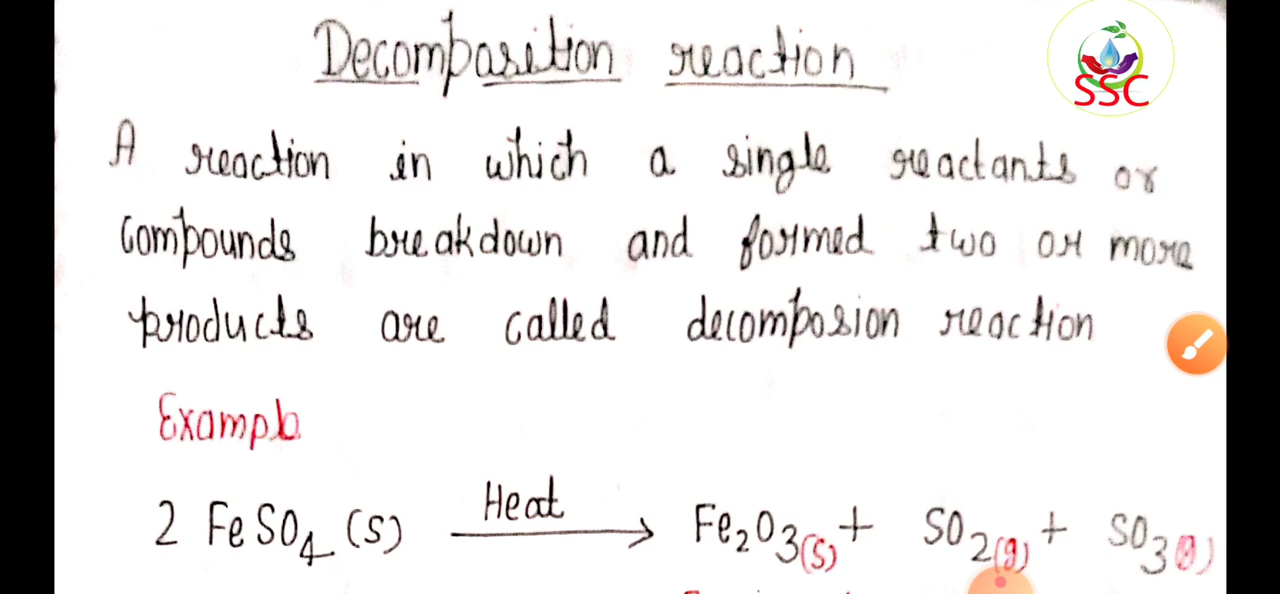 Decomposition reaction
SSC
A reaction in which a single reactants or
compounds breakdown and formed two or more
products are called decomposion reaction
Example
2 FeSO₄ (s) Heat → Fe₂O₃(s) + SO₂(g) + SO₃(g)